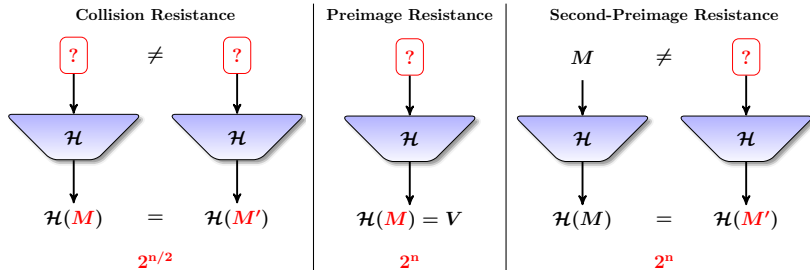 Collision Resistance
? ≠ ?
𝓗 𝓗
𝓗(M) = 𝓗(M′)
2^{n/2}
Preimage Resistance
?
𝓗
𝓗(M) = V
2^n
Second-Preimage Resistance
M ≠ ?
𝓗 𝓗
𝓗(M) = 𝓗(M′)
2^n